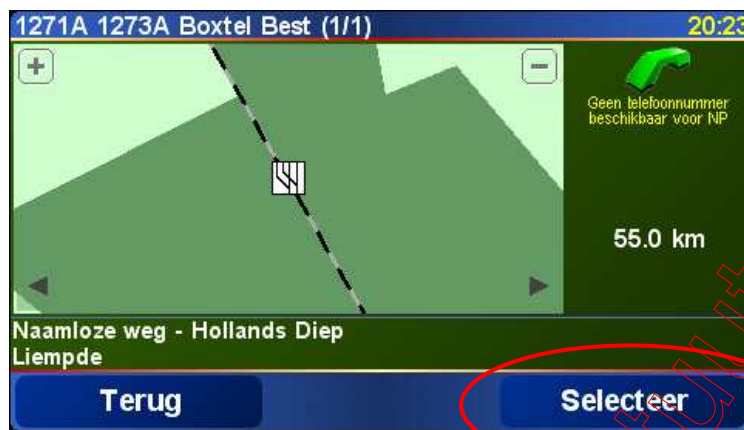 1271A 1273A Boxtel Best (1/1) 20:23
Geen telefoonnummer
beschikbaar voor NP
55.0 km
Naamloze weg - Hollands Diep
Liempde
Terug Selecteer